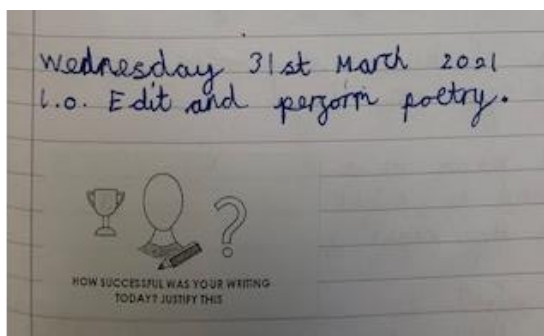 Wednesday 31st March 2021
L.O. Edit and perform poetry.
HOW SUCCESSFUL WAS YOUR WRITING
TODAY? JUSTIFY THIS